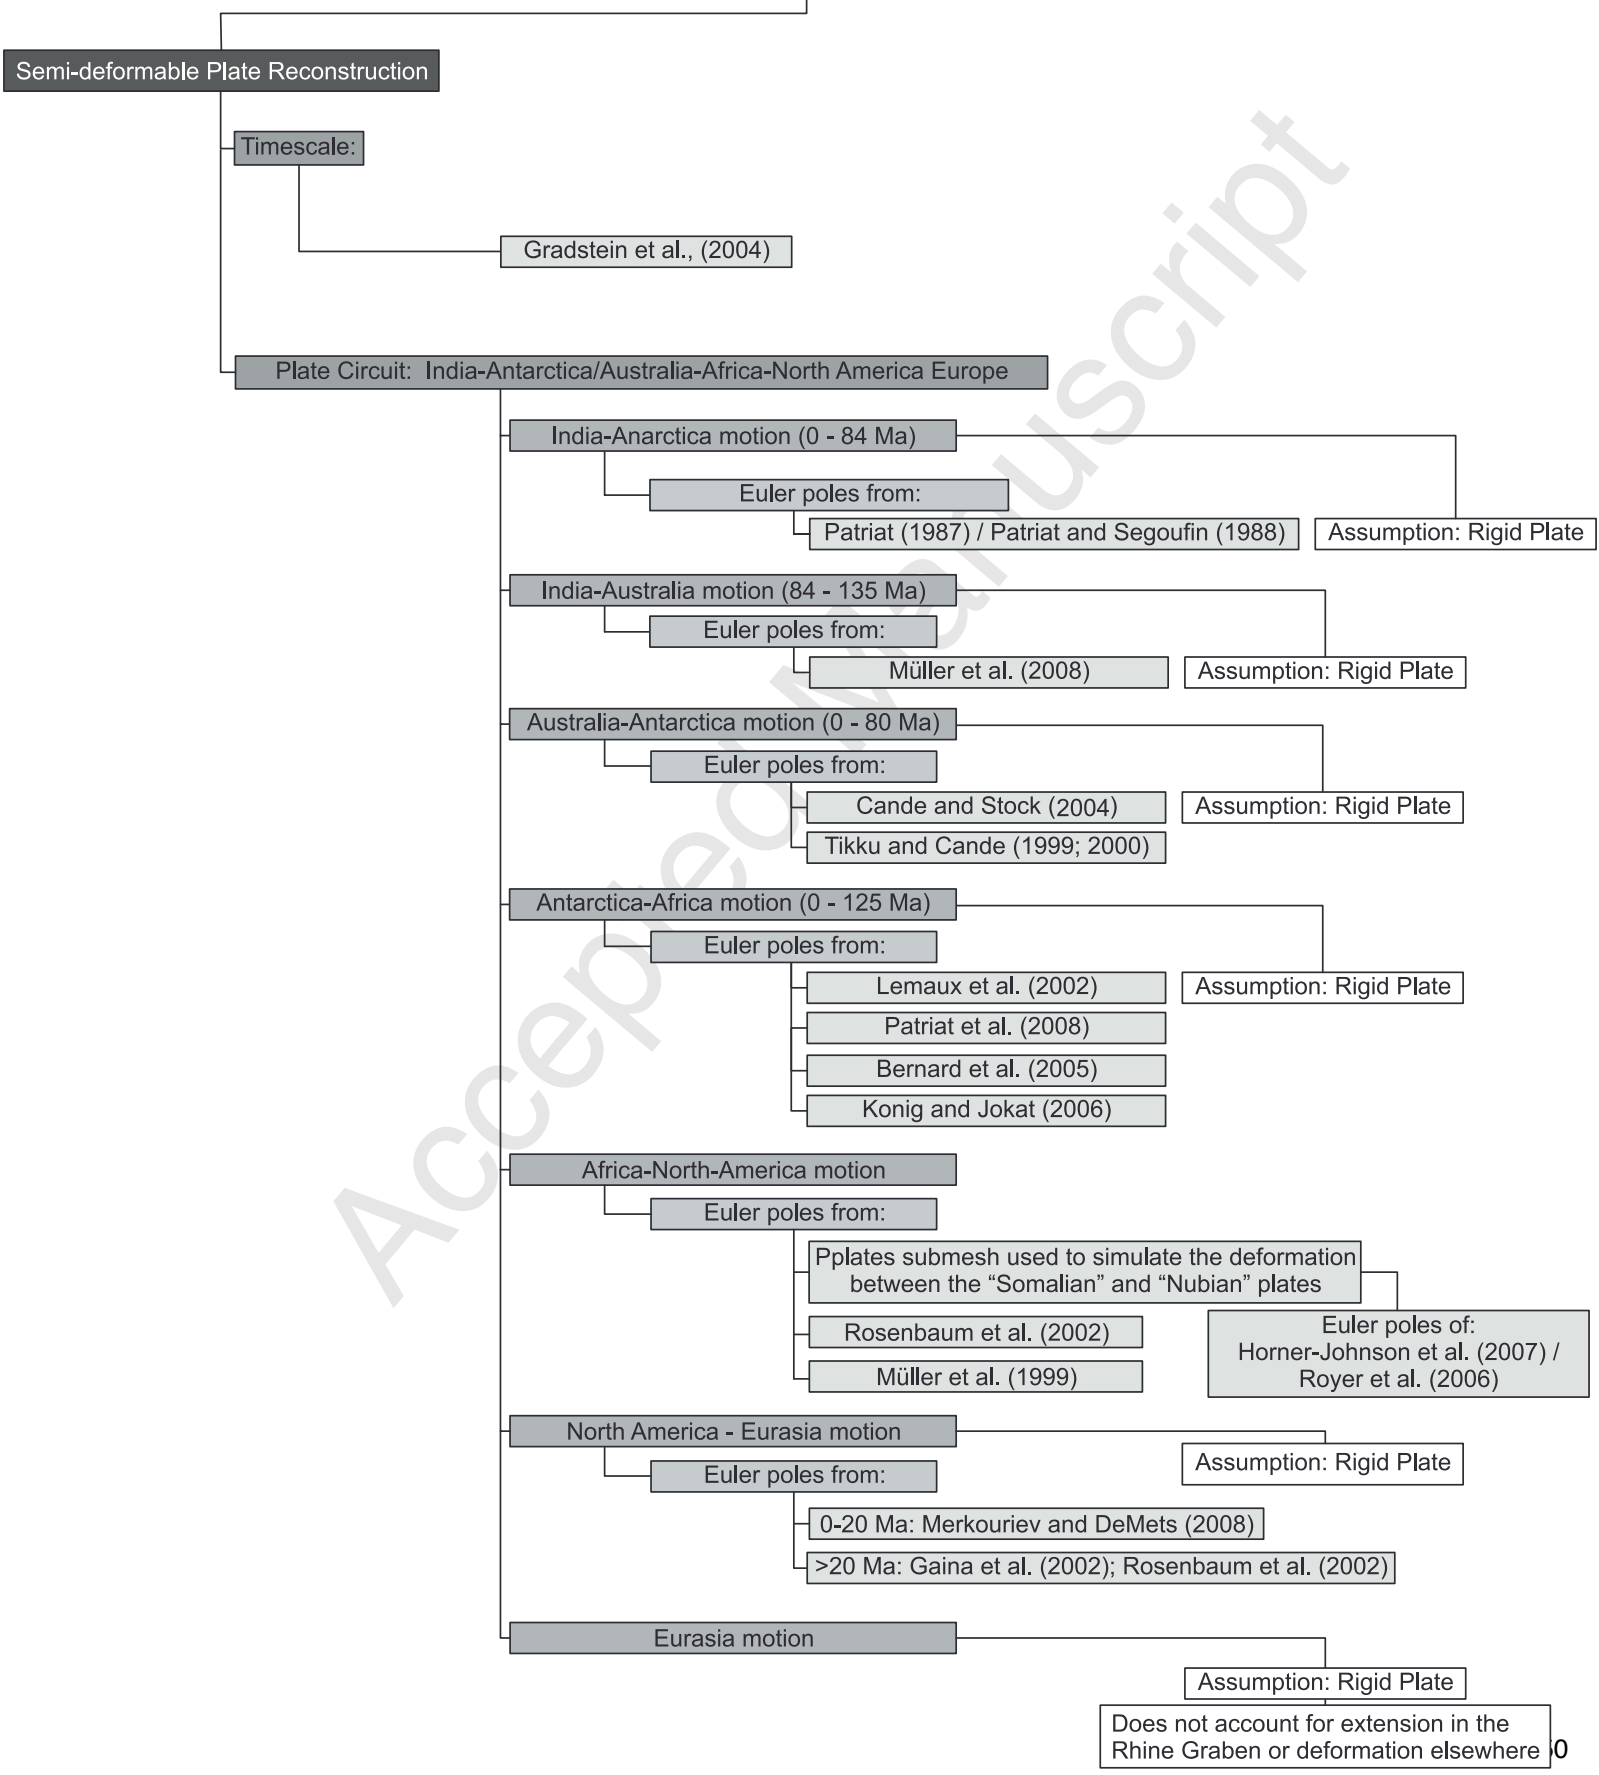 Semi-deformable Plate Reconstruction
Timescale:
Gradstein et al., (2004)
Plate Circuit: India-Antarctica/Australia-Africa-North America Europe
India-Anarctica motion (0 - 84 Ma)
Euler poles from:
Patriat (1987) / Patriat and Segoufin (1988)
Assumption: Rigid Plate
India-Australia motion (84 - 135 Ma)
Euler poles from:
Müller et al. (2008)
Assumption: Rigid Plate
Australia-Antarctica motion (0 - 80 Ma)
Euler poles from:
Cande and Stock (2004)
Assumption: Rigid Plate
Tikku and Cande (1999; 2000)
Antarctica-Africa motion (0 - 125 Ma)
Euler poles from:
Lemaux et al. (2002)
Assumption: Rigid Plate
Patriat et al. (2008)
Bernard et al. (2005)
Konig and Jokat (2006)
Africa-North-America motion
Euler poles from:
Pplates submesh used to simulate the deformation
between the “Somalian” and “Nubian” plates
Rosenbaum et al. (2002)
Müller et al. (1999)
Euler poles of:
Horner-Johnson et al. (2007) /
Royer et al. (2006)
North America - Eurasia motion
Assumption: Rigid Plate
Euler poles from:
0-20 Ma: Merkouriev and DeMets (2008)
>20 Ma: Gaina et al. (2002); Rosenbaum et al. (2002)
Eurasia motion
Assumption: Rigid Plate
Does not account for extension in the
Rhine Graben or deformation elsewhere
Accepted Manuscript